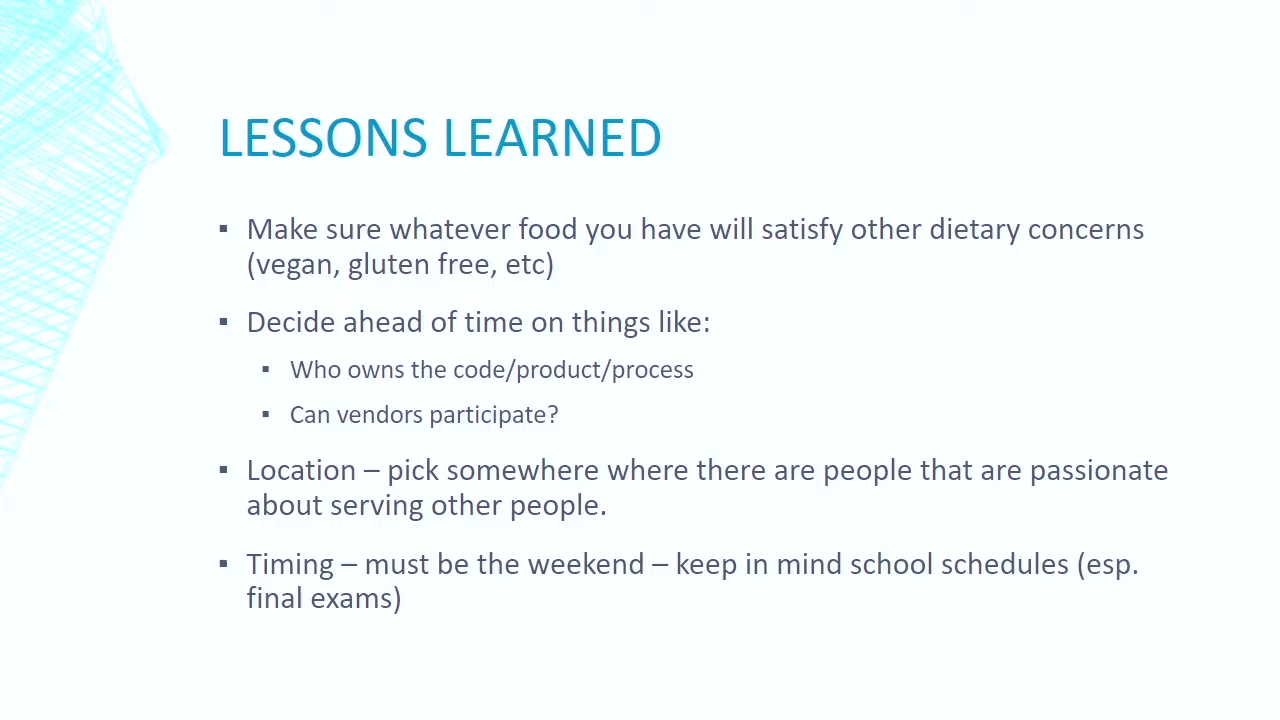 LESSONS LEARNED
▪ Make sure whatever food you have will satisfy other dietary concerns
(vegan, gluten free, etc)
▪ Decide ahead of time on things like:
▪ Who owns the code/product/process
▪ Can vendors participate?
▪ Location – pick somewhere where there are people that are passionate
about serving other people.
▪ Timing – must be the weekend – keep in mind school schedules (esp.
final exams)